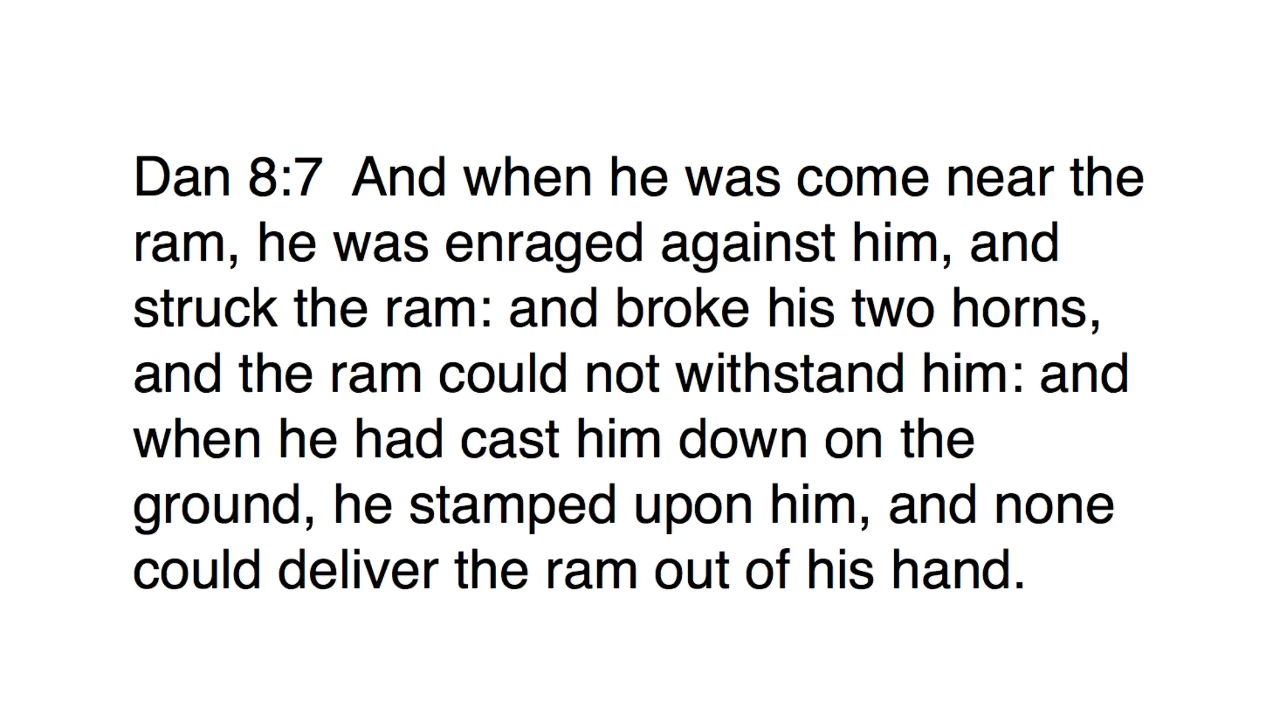 Dan 8:7  And when he was come near the
ram, he was enraged against him, and
struck the ram: and broke his two horns,
and the ram could not withstand him: and
when he had cast him down on the
ground, he stamped upon him, and none
could deliver the ram out of his hand.